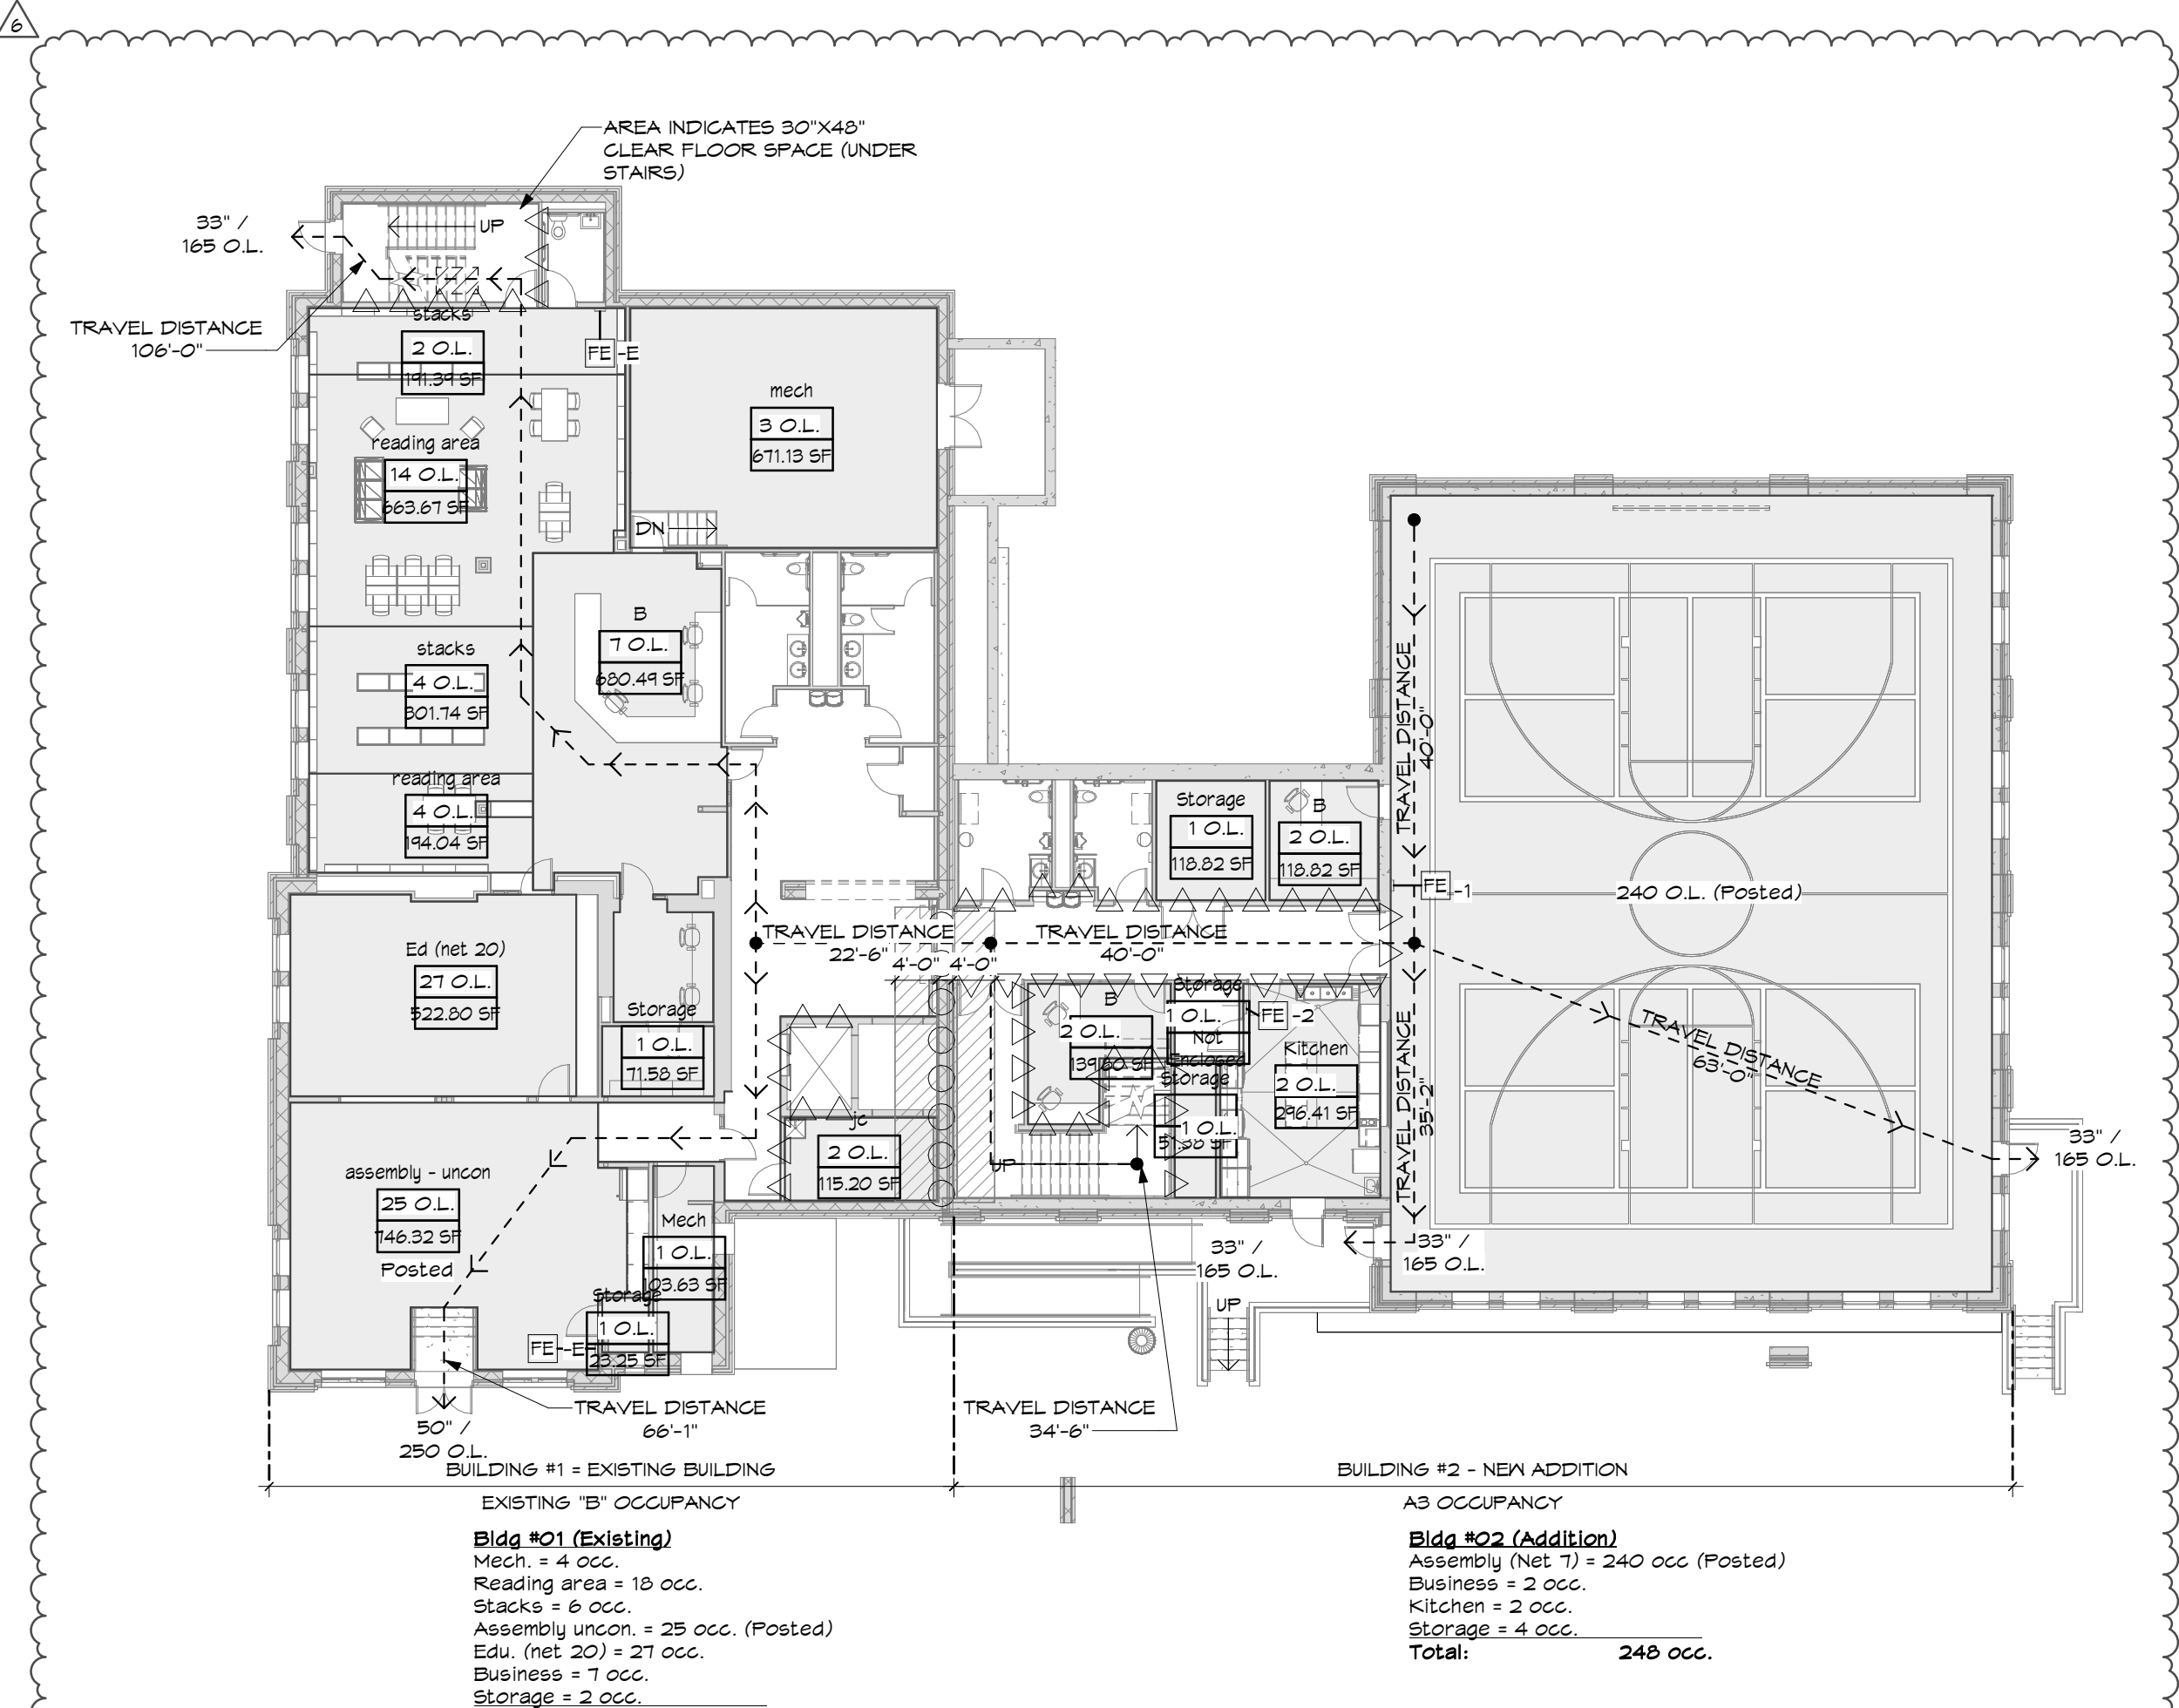 6
AREA INDICATES 30"X48"
CLEAR FLOOR SPACE (UNDER
STAIRS)
33" /
165 O.L.
UP
TRAVEL DISTANCE
106'-0"
stacks
2 O.L.
191.39 SF
FE -E
mech
3 O.L.
671.13 SF
reading area
14 O.L.
663.67 SF
DN
B
7 O.L.
680.49 SF
stacks
4 O.L.
301.74 SF
reading area
4 O.L.
194.04 SF
TRAVEL DISTANCE
40'-0"
Storage
1 O.L.
118.82 SF
B
2 O.L.
118.82 SF
FE -1
240 O.L. (Posted)
Ed (net 20)
27 O.L.
522.80 SF
TRAVEL DISTANCE
22'-6"
4'-0"
4'-0"
TRAVEL DISTANCE
40'-0"
Storage
1 O.L.
71.58 SF
B
2 O.L.
139.60 SF
Storage
1 O.L.
Not
Enclosed
Storage
1 O.L.
51.38 SF
FE -2
Kitchen
2 O.L.
296.41 SF
TRAVEL DISTANCE
35'-2"
TRAVEL DISTANCE
63'-0"
33" /
165 O.L.
jc
2 O.L.
115.20 SF
UP
assembly - uncon
25 O.L.
746.32 SF
Posted
Mech
1 O.L.
103.63 SF
Storage
1 O.L.
23.25 SF
FE -E
33" /
165 O.L.
33" /
165 O.L.
UP
50" /
250 O.L.
TRAVEL DISTANCE
66'-1"
TRAVEL DISTANCE
34'-6"
BUILDING #1 = EXISTING BUILDING
BUILDING #2 - NEW ADDITION
EXISTING "B" OCCUPANCY
A3 OCCUPANCY
Bldg #01 (Existing)
Mech. = 4 occ.
Reading area = 18 occ.
Stacks = 6 occ.
Assembly uncon. = 25 occ. (Posted)
Edu. (net 20) = 27 occ.
Business = 7 occ.
Storage = 2 occ.
Bldg #02 (Addition)
Assembly (Net 7) = 240 occ (Posted)
Business = 2 occ.
Kitchen = 2 occ.
Storage = 4 occ.
Total: 248 occ.